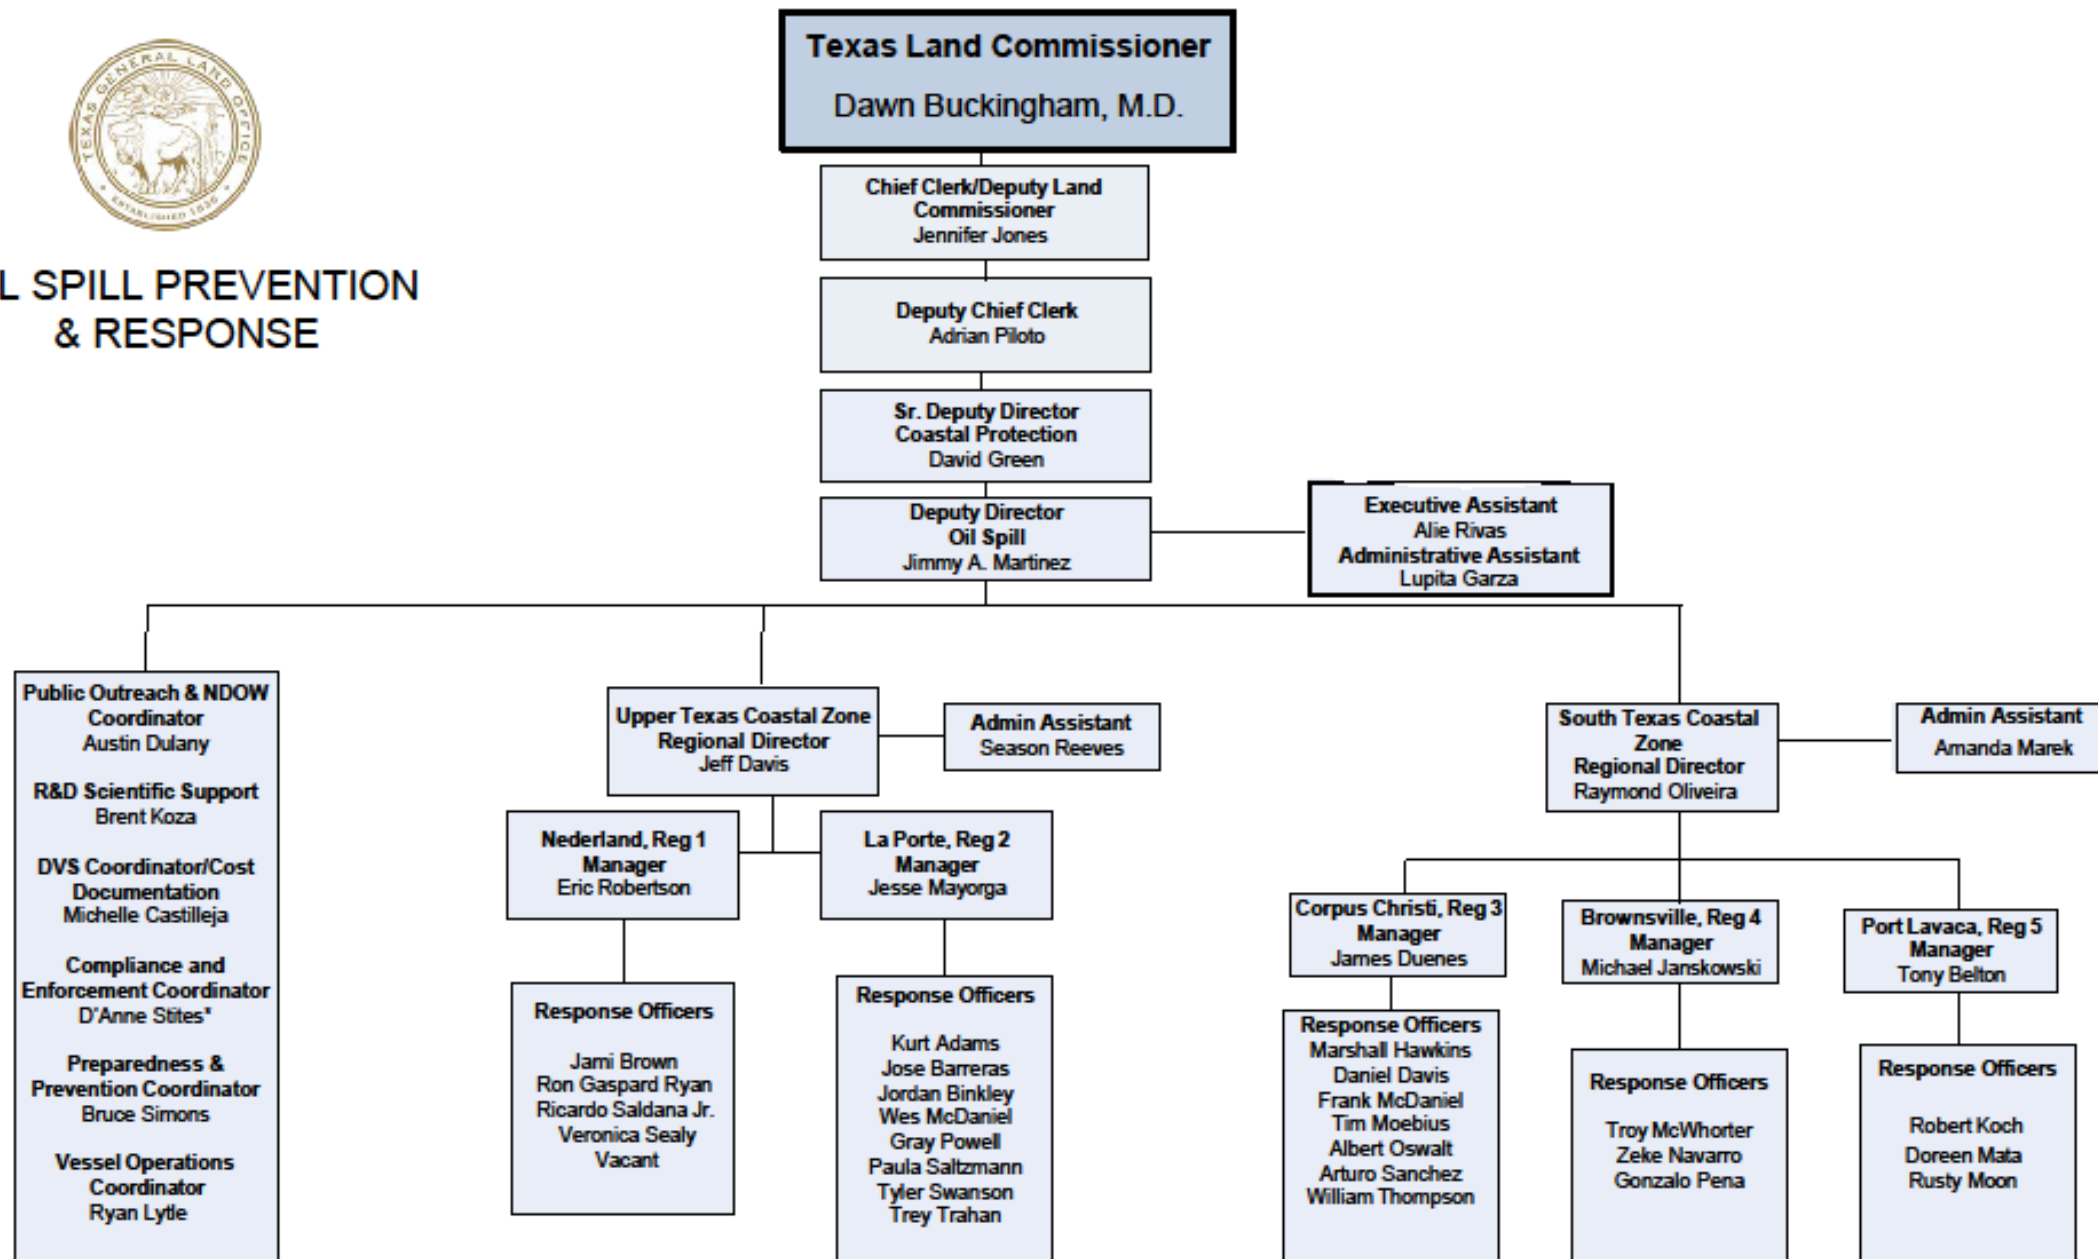 Texas Land Commissioner
Dawn Buckingham, M.D.
TEXAS GENERAL LAND OFFICE
ESTABLISHED 1836
L SPILL PREVENTION
& RESPONSE
Chief Clerk/Deputy Land
Commissioner
Jennifer Jones
Deputy Chief Clerk
Adrian Piloto
Sr. Deputy Director
Coastal Protection
David Green
Deputy Director
Oil Spill
Jimmy A. Martinez
Executive Assistant
Alie Rivas
Administrative Assistant
Lupita Garza
Public Outreach & NDOW
Coordinator
Austin Dulany
R&D Scientific Support
Brent Koza
DVS Coordinator/Cost
Documentation
Michelle Castilleja
Compliance and
Enforcement Coordinator
D'Anne Stites*
Preparedness &
Prevention Coordinator
Bruce Simons
Vessel Operations
Coordinator
Ryan Lytle
Upper Texas Coastal Zone
Regional Director
Jeff Davis
Admin Assistant
Season Reeves
Nederland, Reg 1
Manager
Eric Robertson
La Porte, Reg 2
Manager
Jesse Mayorga
Response Officers
Jami Brown
Ron Gaspard Ryan
Ricardo Saldana Jr.
Veronica Sealy
Vacant
Response Officers
Kurt Adams
Jose Barreras
Jordan Binkley
Wes McDaniel
Gray Powell
Paula Saltzmann
Tyler Swanson
Trey Trahan
South Texas Coastal
Zone
Regional Director
Raymond Oliveira
Admin Assistant
Amanda Marek
Corpus Christi, Reg 3
Manager
James Duenes
Brownsville, Reg 4
Manager
Michael Janskowski
Port Lavaca, Reg 5
Manager
Tony Belton
Response Officers
Marshall Hawkins
Daniel Davis
Frank McDaniel
Tim Moebius
Albert Oswalt
Arturo Sanchez
William Thompson
Response Officers
Troy McWhorter
Zeke Navarro
Gonzalo Pena
Response Officers
Robert Koch
Doreen Mata
Rusty Moon